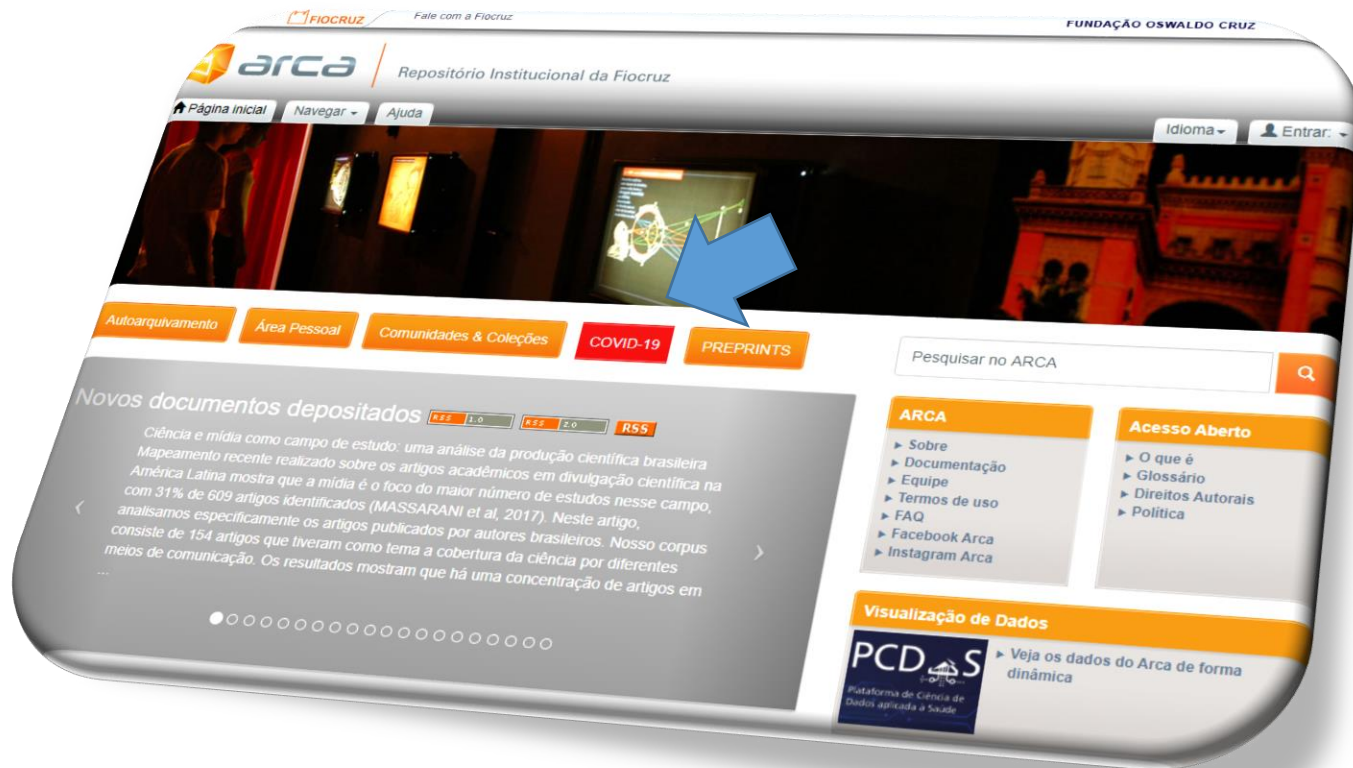 FIOCRUZ
Fale com a Fiocruz
FUNDAÇÃO OSWALDO CRUZ
arca
Repositório Institucional da Fiocruz
Página inicial
Navegar
Ajuda
Idioma
Entrar:
Autoarquivamento
Área Pessoal
Comunidades & Coleções
COVID-19
PREPRINTS
Pesquisar no ARCA
Novos documentos depositados
RSS 1.0
RSS 2.0
RSS
Ciência e mídia como campo de estudo: uma análise da produção científica brasileira
Mapeamento recente realizado sobre os artigos acadêmicos em divulgação científica na
América Latina mostra que a mídia é o foco do maior número de estudos nesse campo,
com 31% de 609 artigos identificados (MASSARANI et al, 2017). Neste artigo,
analisamos especificamente os artigos publicados por autores brasileiros. Nosso corpus
consiste de 154 artigos que tiveram como tema a cobertura da ciência por diferentes
meios de comunicação. Os resultados mostram que há uma concentração de artigos em
...
ARCA
Sobre
Documentação
Equipe
Termos de uso
FAQ
Facebook Arca
Instagram Arca
Acesso Aberto
O que é
Glossário
Direitos Autorais
Política
Visualização de Dados
PCDaS
Plataforma de Ciência de
Dados aplicada à Saúde
Veja os dados do Arca de forma
dinâmica